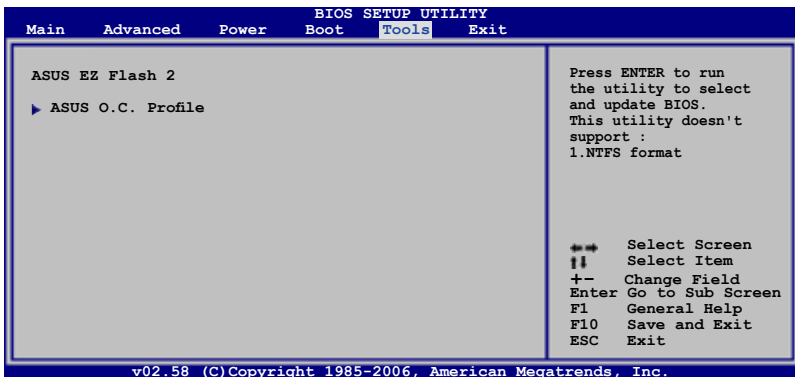 BIOS SETUP UTILITY
Main Advanced Power Boot Tools Exit
ASUS EZ Flash 2
ASUS O.C. Profile
Press ENTER to run
the utility to select
and update BIOS.
This utility doesn't
support :
1.NTFS format
Select Screen
Select Item
+- Change Field
Enter Go to Sub Screen
F1 General Help
F10 Save and Exit
ESC Exit
v02.58 (C)Copyright 1985-2006, American Megatrends, Inc.